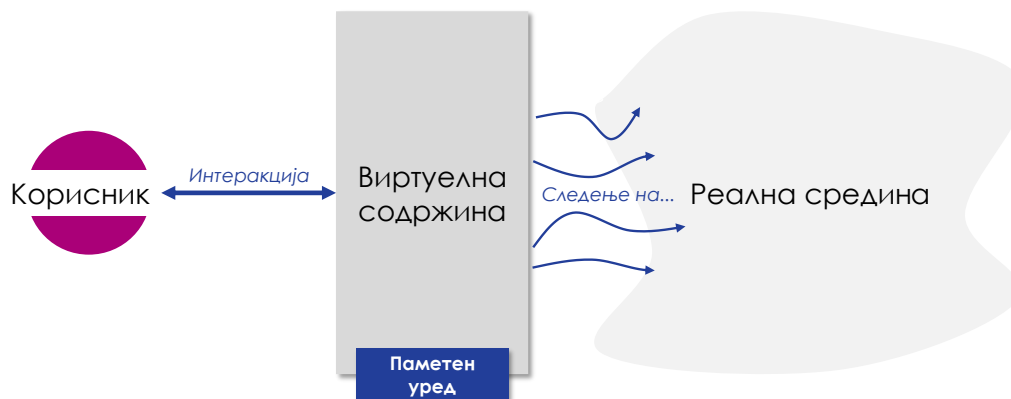 Корисник
Интеракција
Виртуелна
содржина
Следење на...
Реална средина
Паметен
уред